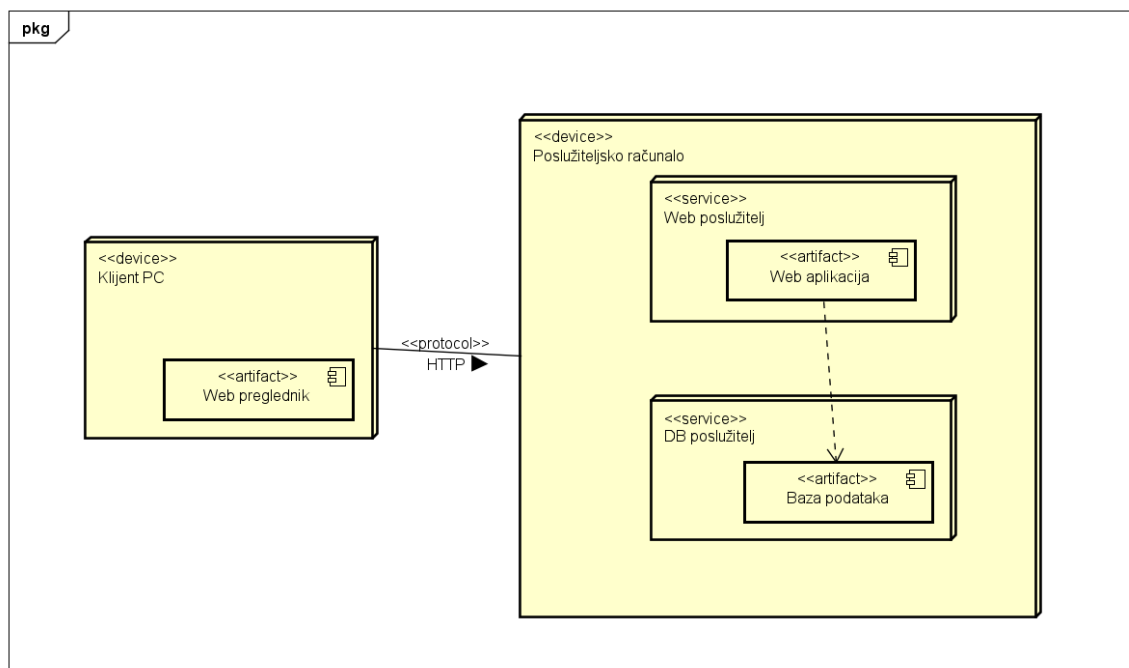 pkg
<<device>>
Klijent PC
<<artifact>>
Web preglednik
<<protocol>>
HTTP
<<device>>
Poslužiteljsko računalo
<<service>>
Web poslužitelj
<<artifact>>
Web aplikacija
<<service>>
DB poslužitelj
<<artifact>>
Baza podataka